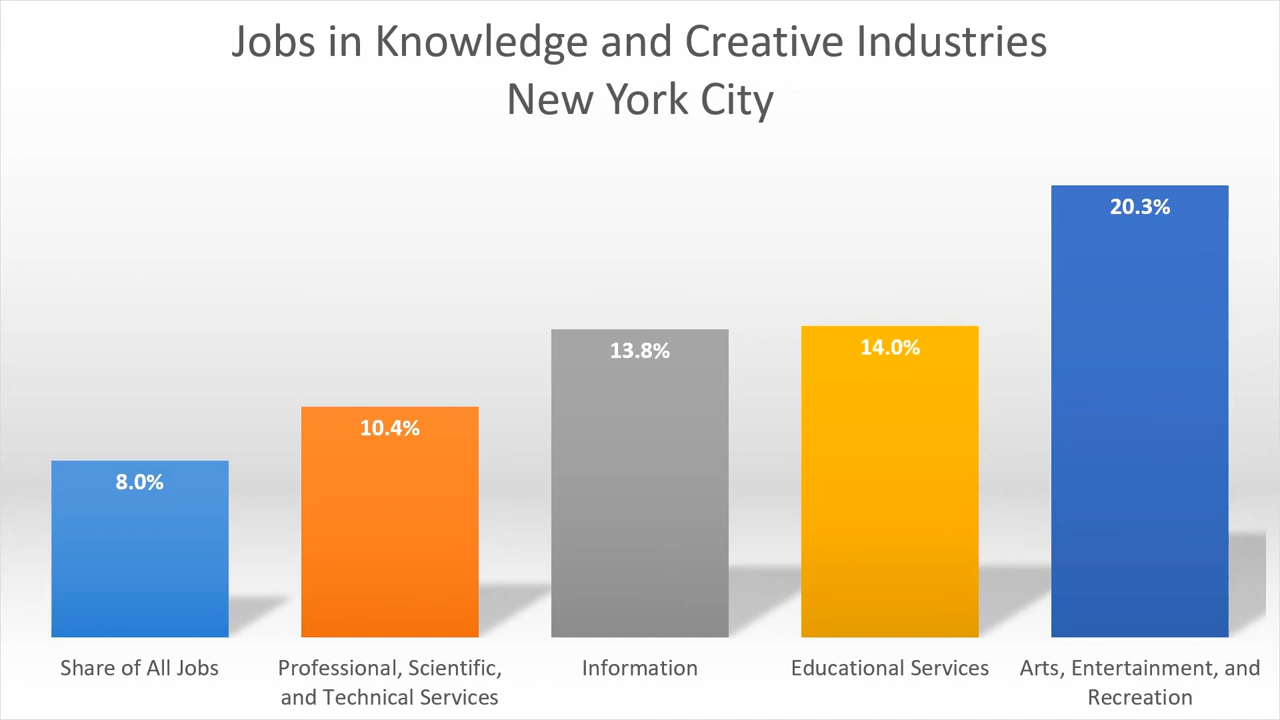 Jobs in Knowledge and Creative Industries
New York City
20.3%
13.8%
14.0%
10.4%
8.0%
Share of All Jobs
Professional, Scientific,
and Technical Services
Information
Educational Services
Arts, Entertainment, and
Recreation